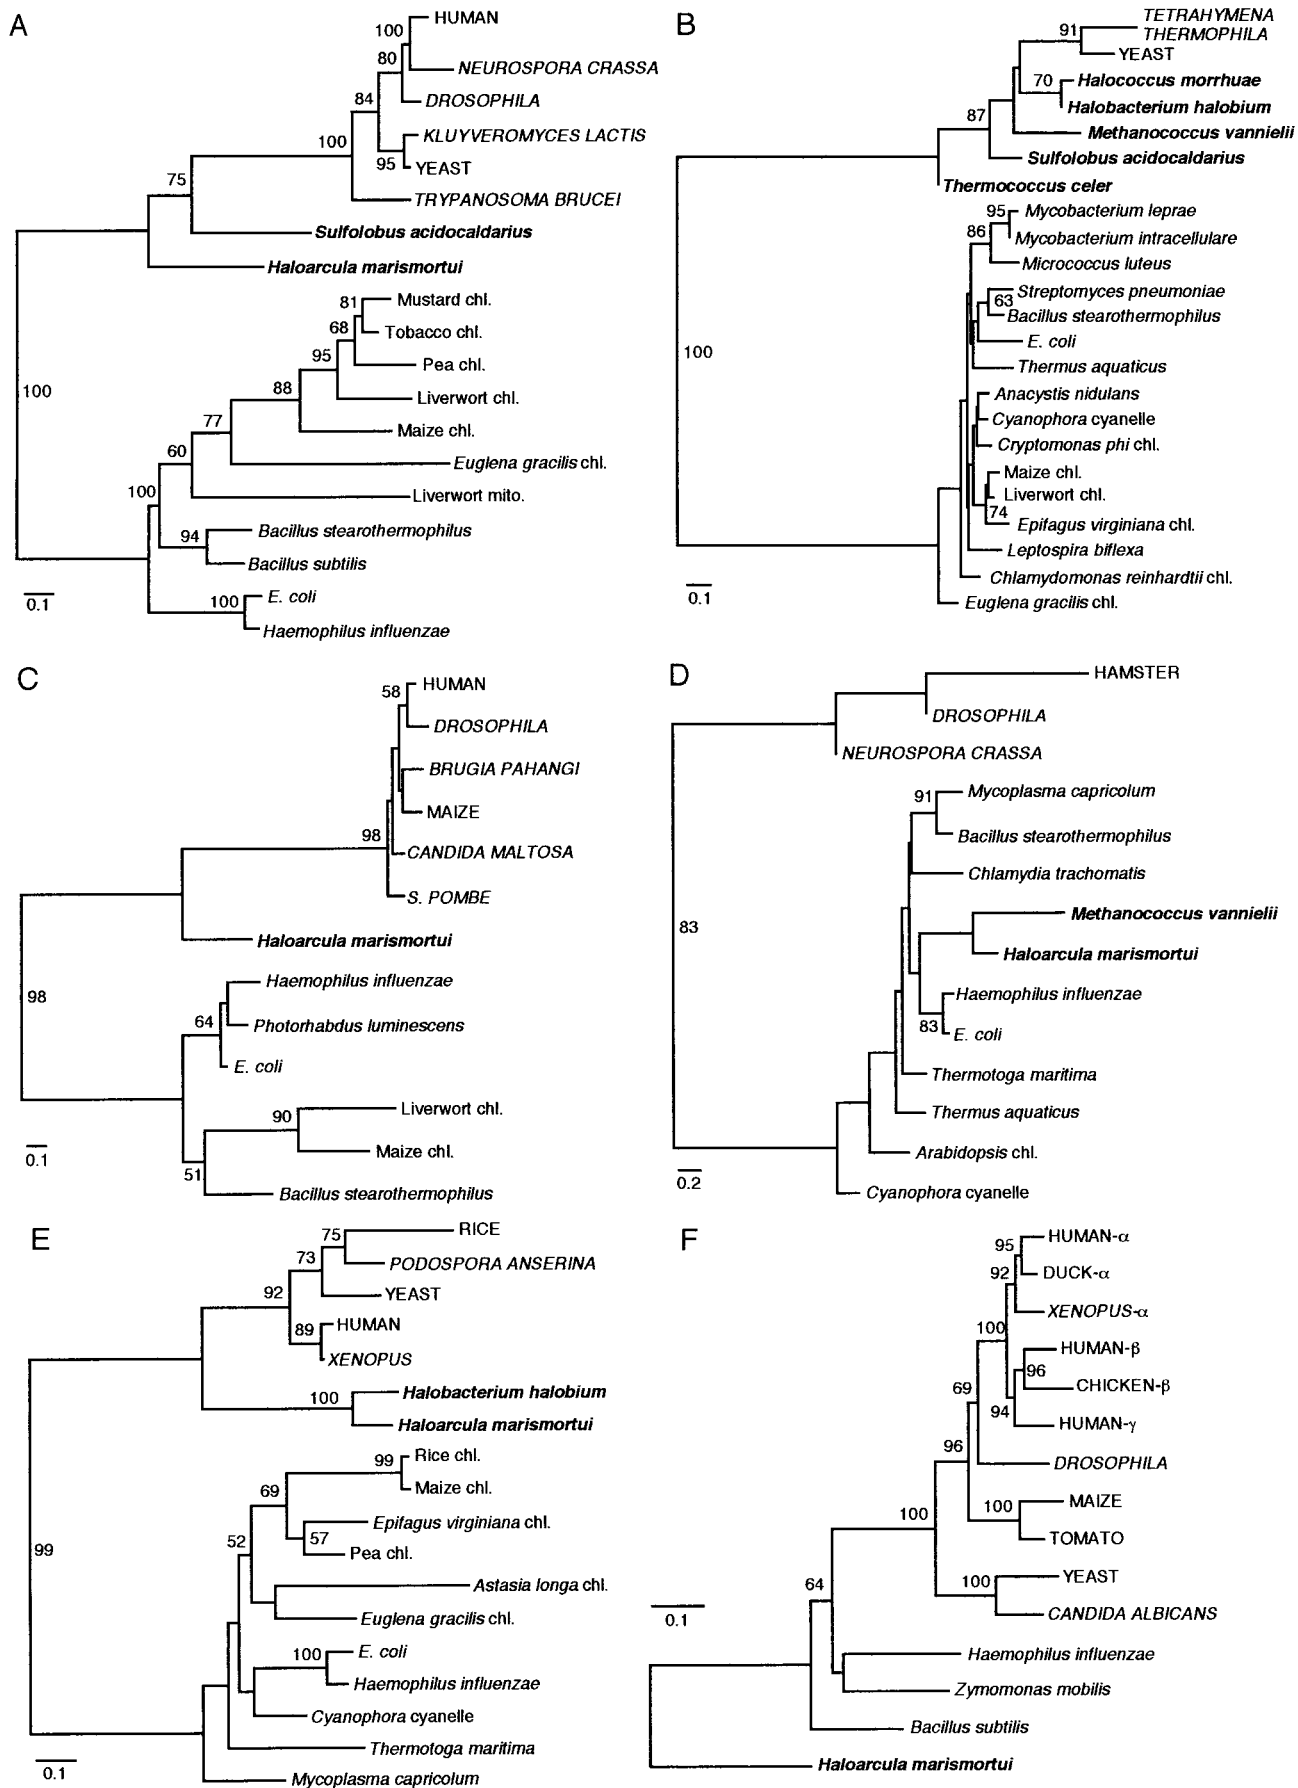 A
HUMAN
100
NEUROSPORA CRASSA
80
DROSOPHILA
84
KLUYVEROMYCES LACTIS
100
95
YEAST
TRYPANOSOMA BRUCEI
75
Sulfolobus acidocaldarius
Haloarcula marismortui
81
Mustard chl.
68
Tobacco chl.
95
Pea chl.
88
Liverwort chl.
77
Maize chl.
60
Euglena gracilis chl.
100
Liverwort mito.
94
Bacillus stearothermophilus
Bacillus subtilis
100
E. coli
Haemophilus influenzae
100
0.1
B
TETRAHYMENA
THERMOPHILA
91
YEAST
70
Halococcus morrhuae
Halobacterium halobium
87
Methanococcus vannielii
Sulfolobus acidocaldarius
Thermococcus celer
95
Mycobacterium leprae
86
Mycobacterium intracellulare
Micrococcus luteus
Streptomyces pneumoniae
63
Bacillus stearothermophilus
E. coli
100
Thermus aquaticus
Anacystis nidulans
Cyanophora cyanelle
Cryptomonas phi chl.
Maize chl.
Liverwort chl.
74
Epifagus virginiana chl.
Leptospira biflexa
Chlamydomonas reinhardtii chl.
Euglena gracilis chl.
0.1
C
58
HUMAN
DROSOPHILA
BRUGIA PAHANGI
MAIZE
98
CANDIDA MALTOSA
S. POMBE
Haloarcula marismortui
98
Haemophilus influenzae
64
Photorhabdus luminescens
E. coli
90
Liverwort chl.
Maize chl.
51
Bacillus stearothermophilus
0.1
D
HAMSTER
DROSOPHILA
NEUROSPORA CRASSA
91
Mycoplasma capricolum
Bacillus stearothermophilus
Chlamydia trachomatis
83
Methanococcus vannielii
Haloarcula marismortui
Haemophilus influenzae
83
E. coli
Thermotoga maritima
Thermus aquaticus
Arabidopsis chl.
Cyanophora cyanelle
0.2
E
75
RICE
73
PODOSPORA ANSERINA
92
YEAST
89
HUMAN
XENOPUS
100
Halobacterium halobium
Haloarcula marismortui
99
Rice chl.
69
Maize chl.
Epifagus virginiana chl.
57
52
Pea chl.
99
Astasia longa chl.
Euglena gracilis chl.
100
E. coli
Haemophilus influenzae
Cyanophora cyanelle
Thermotoga maritima
Mycoplasma capricolum
0.1
F
95
HUMAN-α
92
DUCK-α
XENOPUS-α
100
HUMAN-β
96
69
CHICKEN-β
94
HUMAN-γ
96
DROSOPHILA
100
100
MAIZE
TOMATO
64
100
YEAST
CANDIDA ALBICANS
Haemophilus influenzae
Zymomonas mobilis
Bacillus subtilis
Haloarcula marismortui
0.1